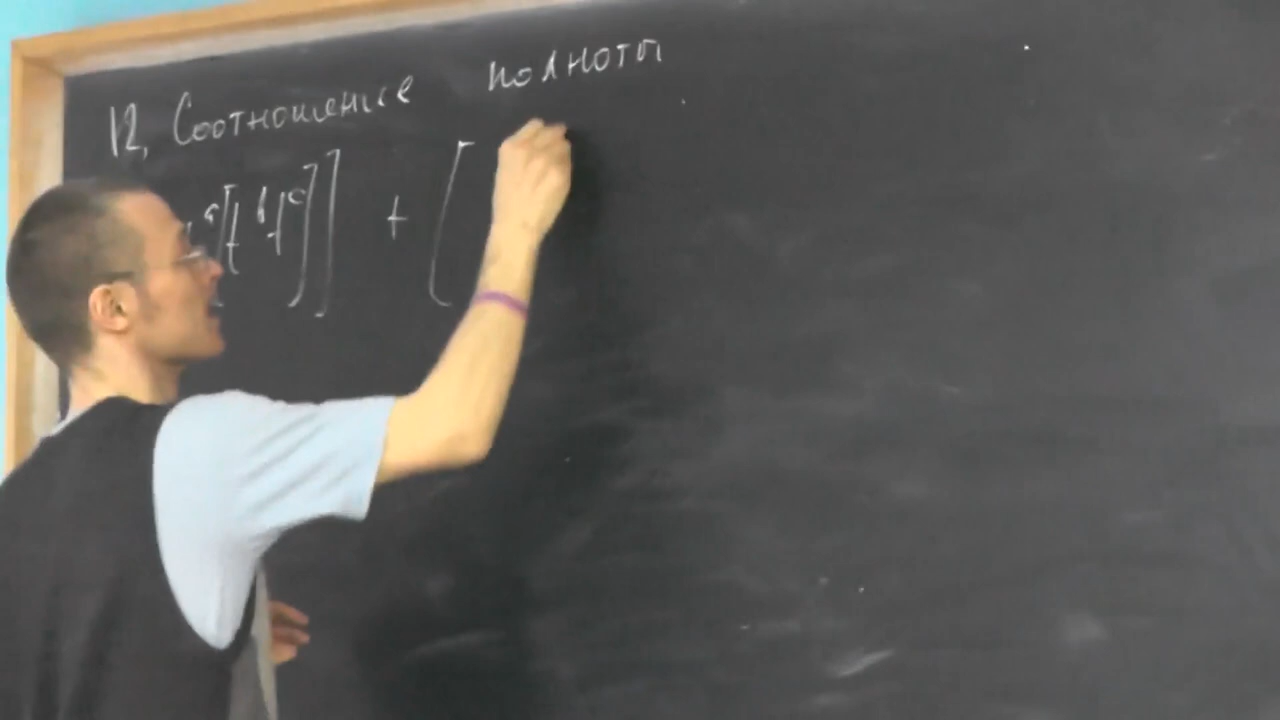 12, Соотношение полноты
t^a[t^b, t^c]] + [